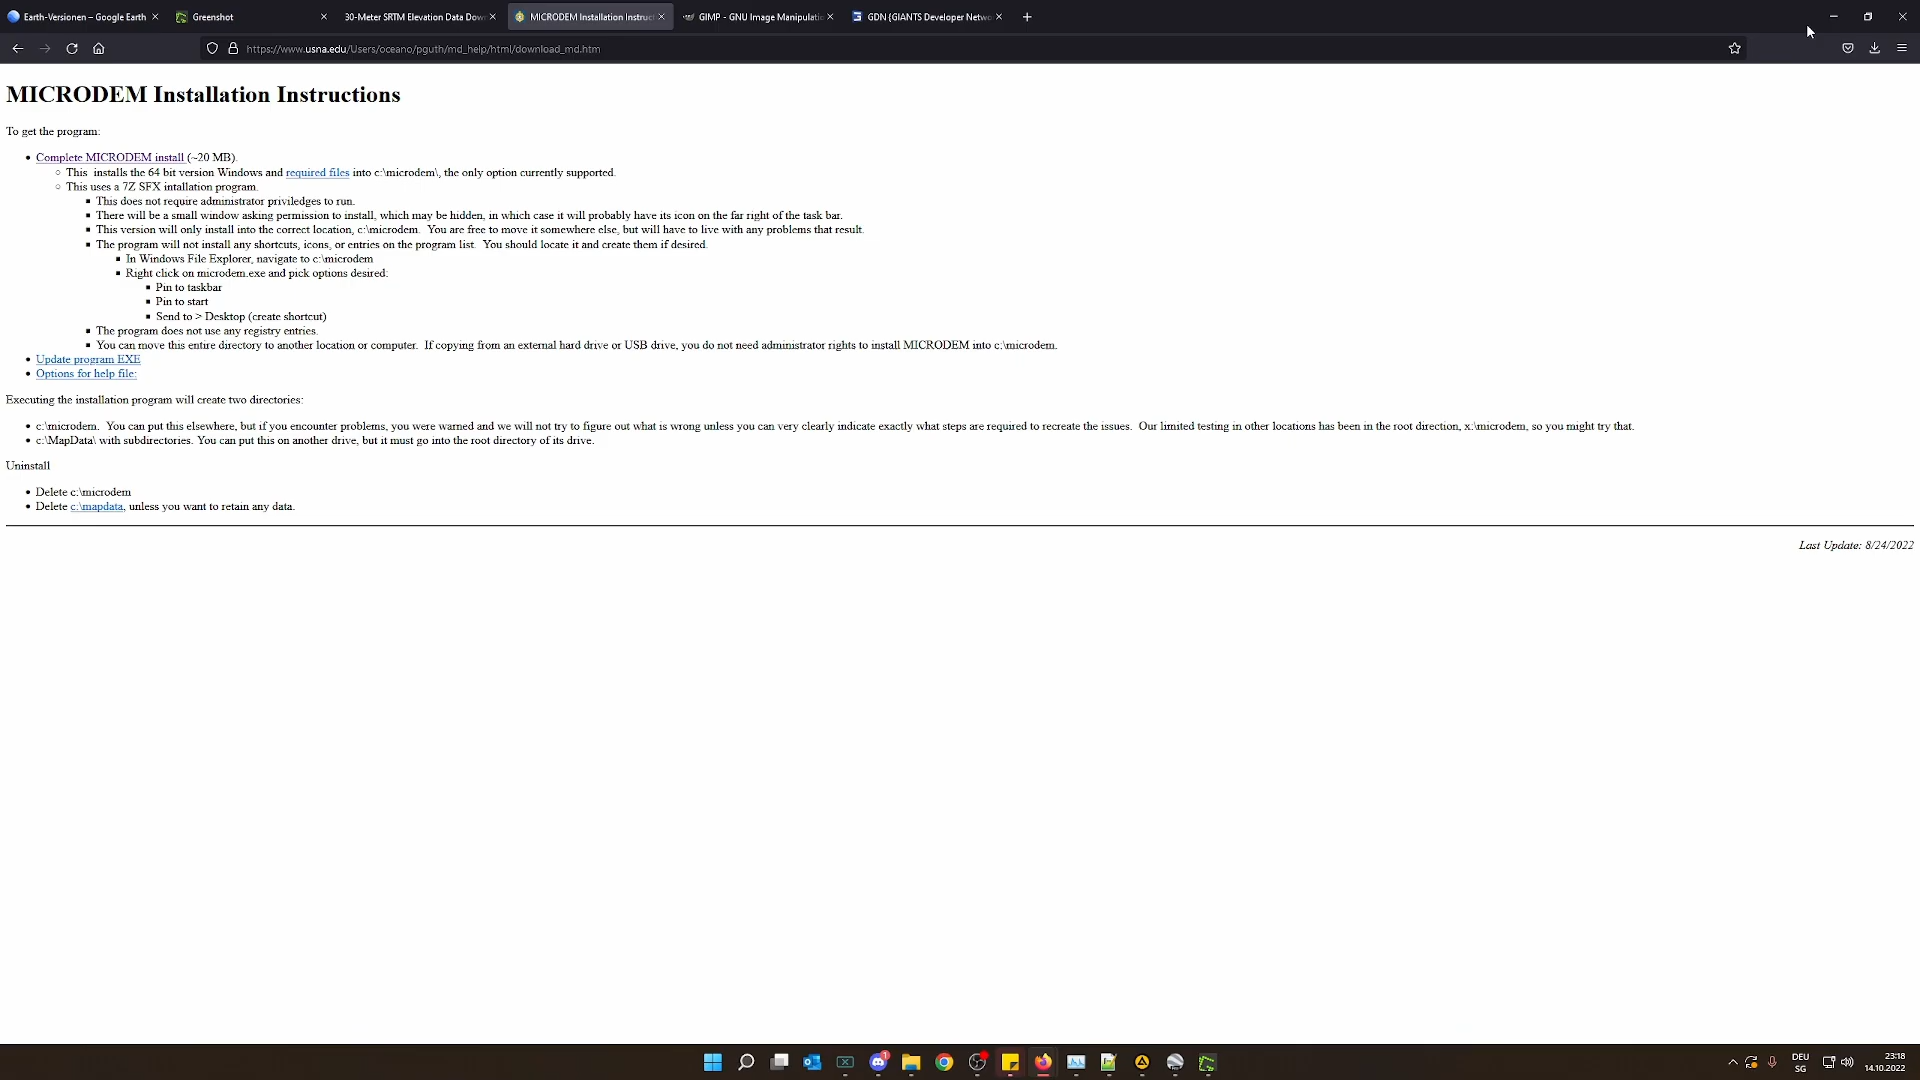 Earth-Versionen – Google Earth
Greenshot
30-Meter SRTM Elevation Data Dow
MICRODEM Installation Instruct
GIMP - GNU Image Manipulatio
GDN (GIANTS Developer Netwo
https://www.usna.edu/Users/oceano/pguth/md_help/html/download_md.htm
MICRODEM Installation Instructions
To get the program:
Complete MICRODEM install (~20 MB).
This  installs the 64 bit version Windows and required files into c:\microdem\, the only option currently supported.
This uses a 7Z SFX intallation program.
This does not require administrator priviledges to run.
There will be a small window asking permission to install, which may be hidden, in which case it will probably have its icon on the far right of the task bar.
This version will only install into the correct location, c:\microdem.  You are free to move it somewhere else, but will have to live with any problems that result.
The program will not install any shortcuts, icons, or entries on the program list.  You should locate it and create them if desired.
In Windows File Explorer, navigate to c:\microdem
Right click on microdem.exe and pick options desired:
Pin to taskbar
Pin to start
Send to > Desktop (create shortcut)
The program does not use any registry entries.
You can move this entire directory to another location or computer.  If copying from an external hard drive or USB drive, you do not need administrator rights to install MICRODEM into c:\microdem.
Update program EXE
Options for help file:
Executing the installation program will create two directories:
c:\microdem.  You can put this elsewhere, but if you encounter problems, you were warned and we will not try to figure out what is wrong unless you can very clearly indicate exactly what steps are required to recreate the issues.  Our limited testing in other locations has been in the root direction, x:\microdem, so you might try that.
c:\MapData\ with subdirectories. You can put this on another drive, but it must go into the root directory of its drive.
Uninstall
Delete c:\microdem
Delete c:\mapdata, unless you want to retain any data.
Last Update: 8/24/2022
1
DEU
SG
23:18
14.10.2022